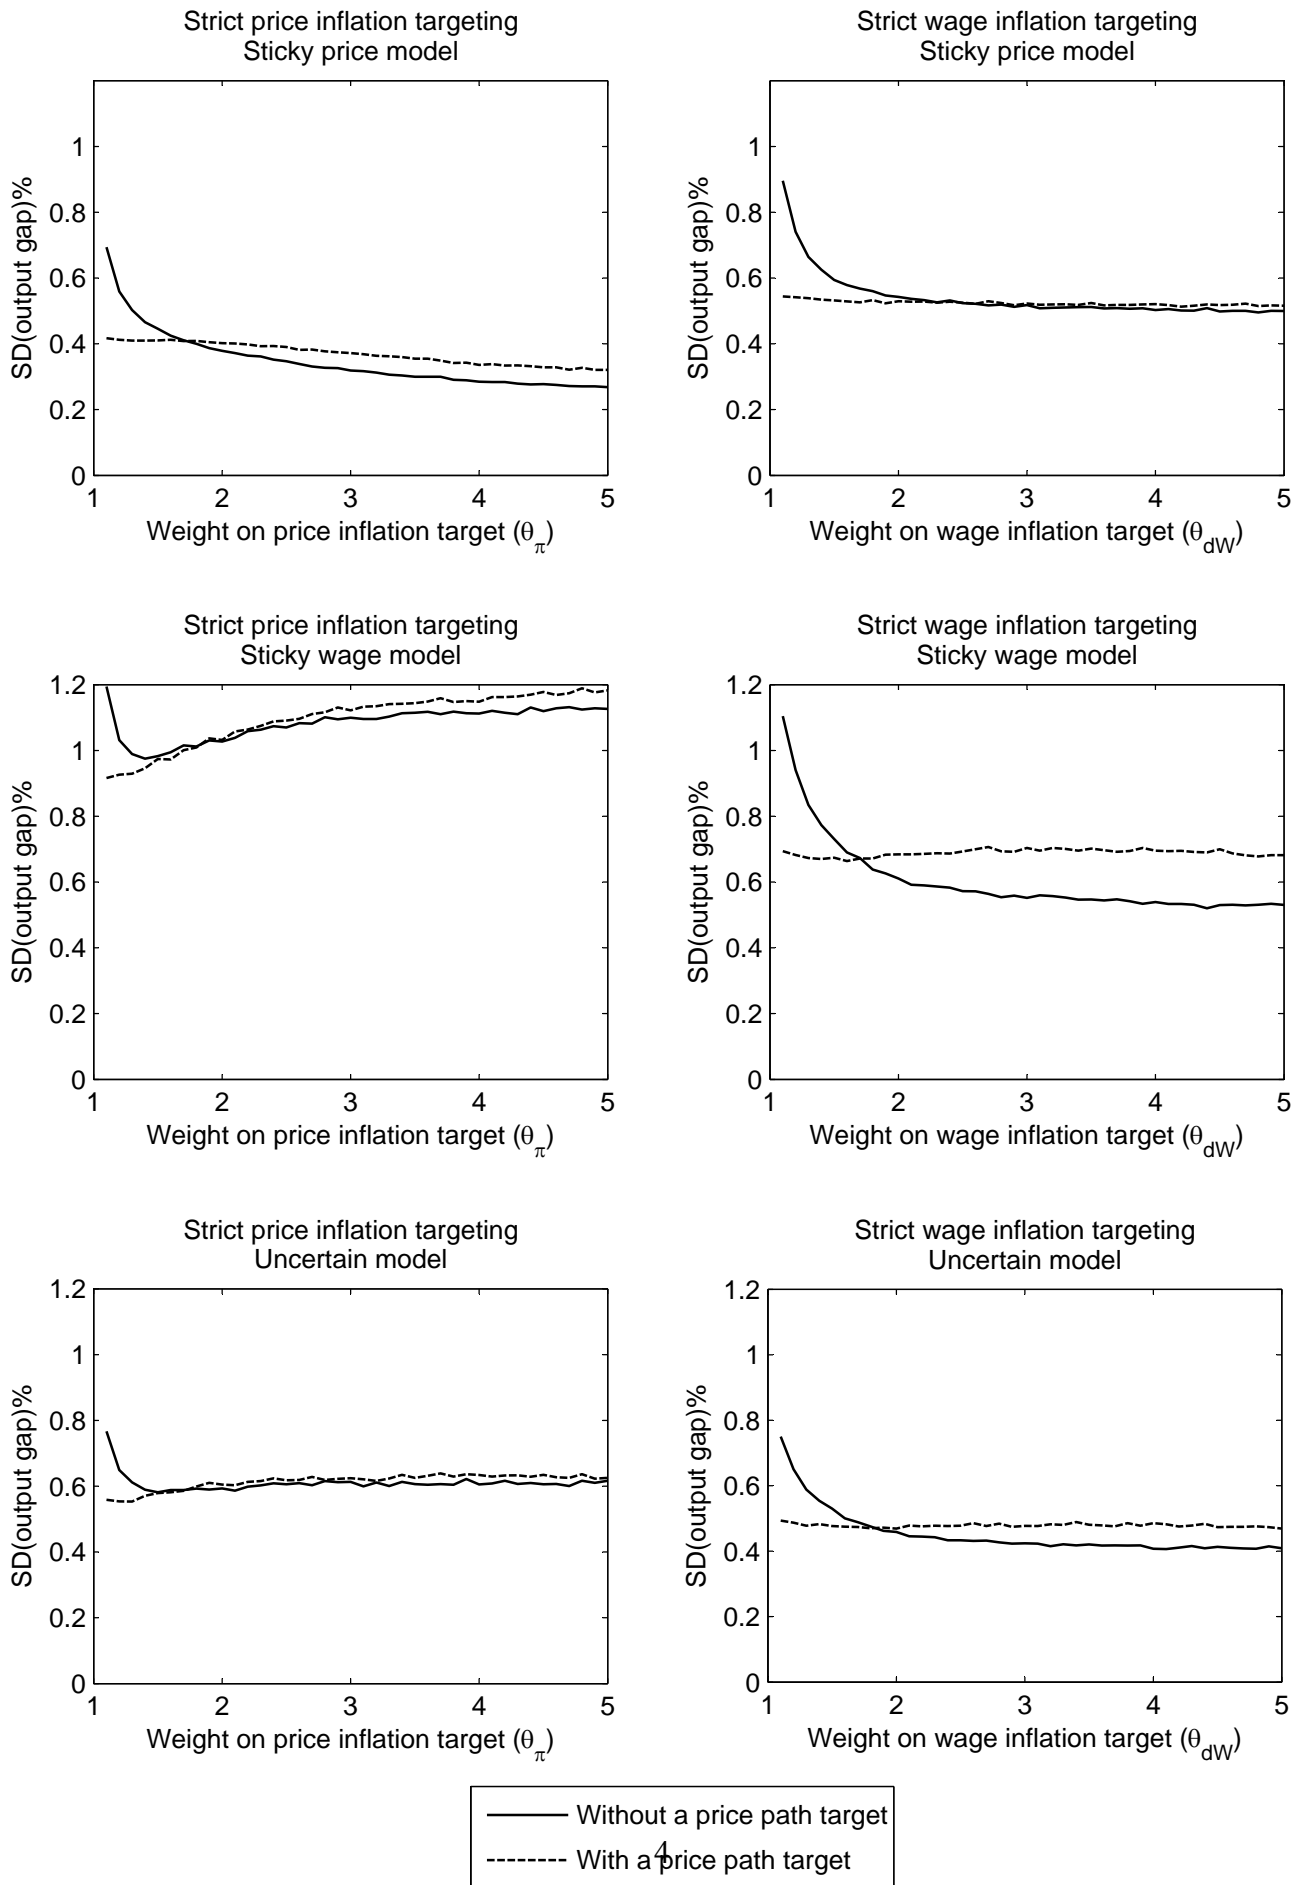 Strict price inflation targeting
Sticky price model
1
0.8
0.6
0.4
0.2
0
SD(output gap)%
1 2 3 4 5
Weight on price inflation target (θπ)
Strict wage inflation targeting
Sticky price model
1
0.8
0.6
0.4
0.2
0
SD(output gap)%
1 2 3 4 5
Weight on wage inflation target (θdW)
Strict price inflation targeting
Sticky wage model
1.2
1
0.8
0.6
0.4
0.2
0
SD(output gap)%
1 2 3 4 5
Weight on price inflation target (θπ)
Strict wage inflation targeting
Sticky wage model
1.2
1
0.8
0.6
0.4
0.2
0
SD(output gap)%
1 2 3 4 5
Weight on wage inflation target (θdW)
Strict price inflation targeting
Uncertain model
1.2
1
0.8
0.6
0.4
0.2
0
SD(output gap)%
1 2 3 4 5
Weight on price inflation target (θπ)
Strict wage inflation targeting
Uncertain model
1.2
1
0.8
0.6
0.4
0.2
0
SD(output gap)%
1 2 3 4 5
Weight on wage inflation target (θdW)
Without a price path target
With a price path target
4